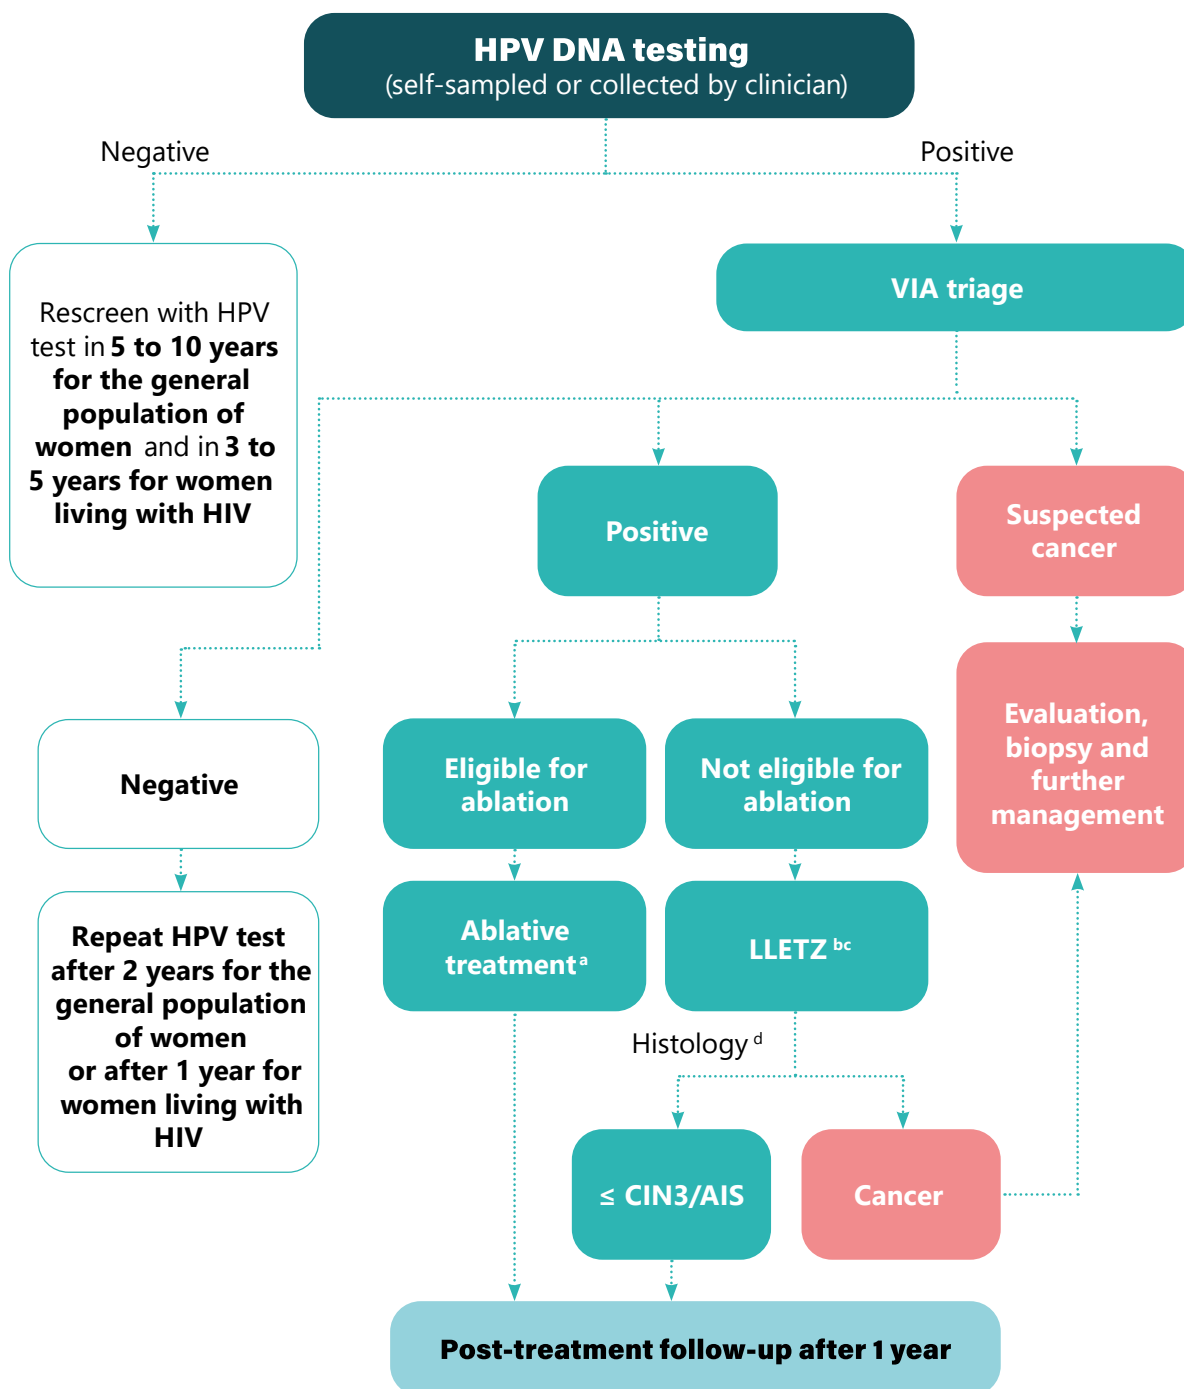 HPV DNA testing
(self-sampled or collected by clinician)
Negative
Positive
Rescreen with HPV
test in 5 to 10 years
for the general
population of
women and in 3 to
5 years for women
living with HIV
VIA triage
Positive
Suspected
cancer
Negative
Eligible for
ablation
Not eligible for
ablation
Evaluation,
biopsy and
further
management
Repeat HPV test
after 2 years for the
general population
of women
or after 1 year for
women living with
HIV
Ablative
treatment a
LLETZ bc
Histology d
≤ CIN3/AIS
Cancer
Post-treatment follow-up after 1 year